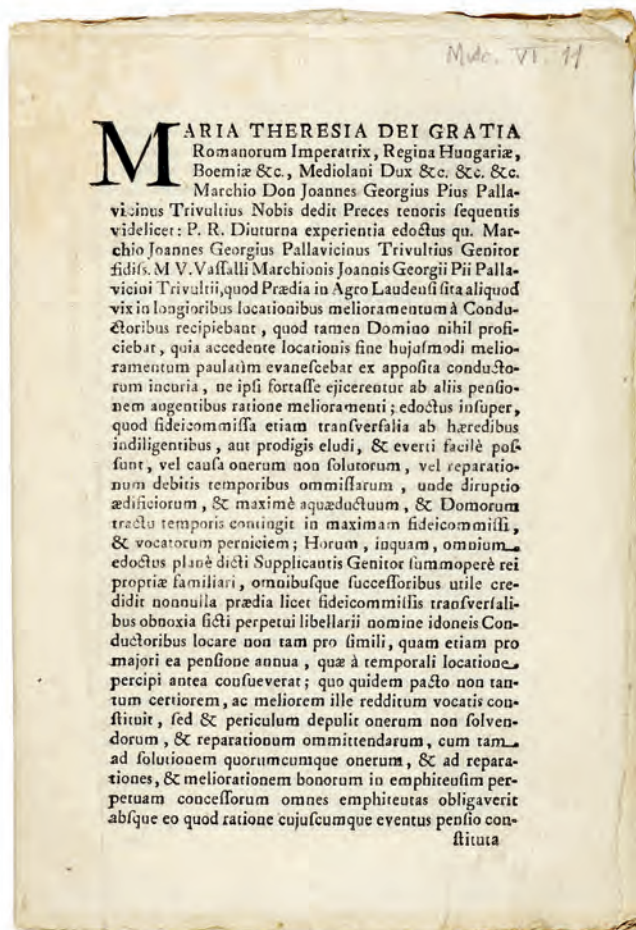 Misc. VI. 11
MARIA THERESIA DEI GRATIA
Romanorum Imperatrix, Regina Hungariæ,
Boemiæ &c., Mediolani Dux &c. &c. &c.
Marchio Don Joannes Georgius Pius Palla-
vicinus Trivultius Nobis dedit Preces tenoris ſequentis
videlicet: P. R. Diuturna experientia edoctus qu. Mar-
chio Joannes Georgius Pallavicinus Trivultius Genitor
fidiſs. M V. Vaſſalli Marchionis Joannis Georgii Pii Palla-
vicini Trivultii, quod Prædia in Agro Laudenſi ſita aliquod
vix in longioribus locationibus melioramentum à Condu-
ctoribus recipiebant, quod tamen Domino nihil profi-
ciebat, quia accedente locationis fine hujuſmodi melio-
ramentum paulatìm evaneſcebat ex appoſita conducto-
rum incuria, ne ipſi fortaſſe ejicerentur ab aliis penſio-
nem augentibus ratione melioramenti; edoctus inſuper,
quod fideicommiſſa etiam tranſverſalia ab hæredibus
indiligentibus, aut prodigis eludi, & everti facilè poſ-
ſunt, vel cauſa onerum non ſolutorum, vel reparatio-
num debitis temporibus ommiſſarum, unde diruptio
ædificiorum, & maximè aquæductuum, & Domorum
tractu temporis contingit in maximam fideicommiſſi,
& vocatorum perniciem; Horum, inquam, omnium
edoctus planè dicti Supplicantis Genitor ſummoperè rei
propriæ familiari, omnibuſque ſucceſſoribus utile cre-
didit nonnulla prædia licet fideicommiſſis tranſverſali-
bus obnoxia ficti perpetui libellarii nomine idoneis Con-
ductoribus locare non tam pro ſimili, quam etiam pro
majori ea penſione annua, quæ à temporali locatione
percipi antea conſueverat; quo quidem pacto non tan-
tum certiorem, ac meliorem ille redditum vocatis con-
ſtituit, ſed & periculum depulit onerum non ſolven-
dorum, & reparationum ommittendarum, cum tam
ad ſolutionem quorumcumque onerum, & ad repara-
tiones, & meliorationem bonorum in emphiteuſim per-
petuam conceſſorum omnes emphiteutas obligaverit
abſque eo quod ratione cujuſcumque eventus penſio con-
ſtituta